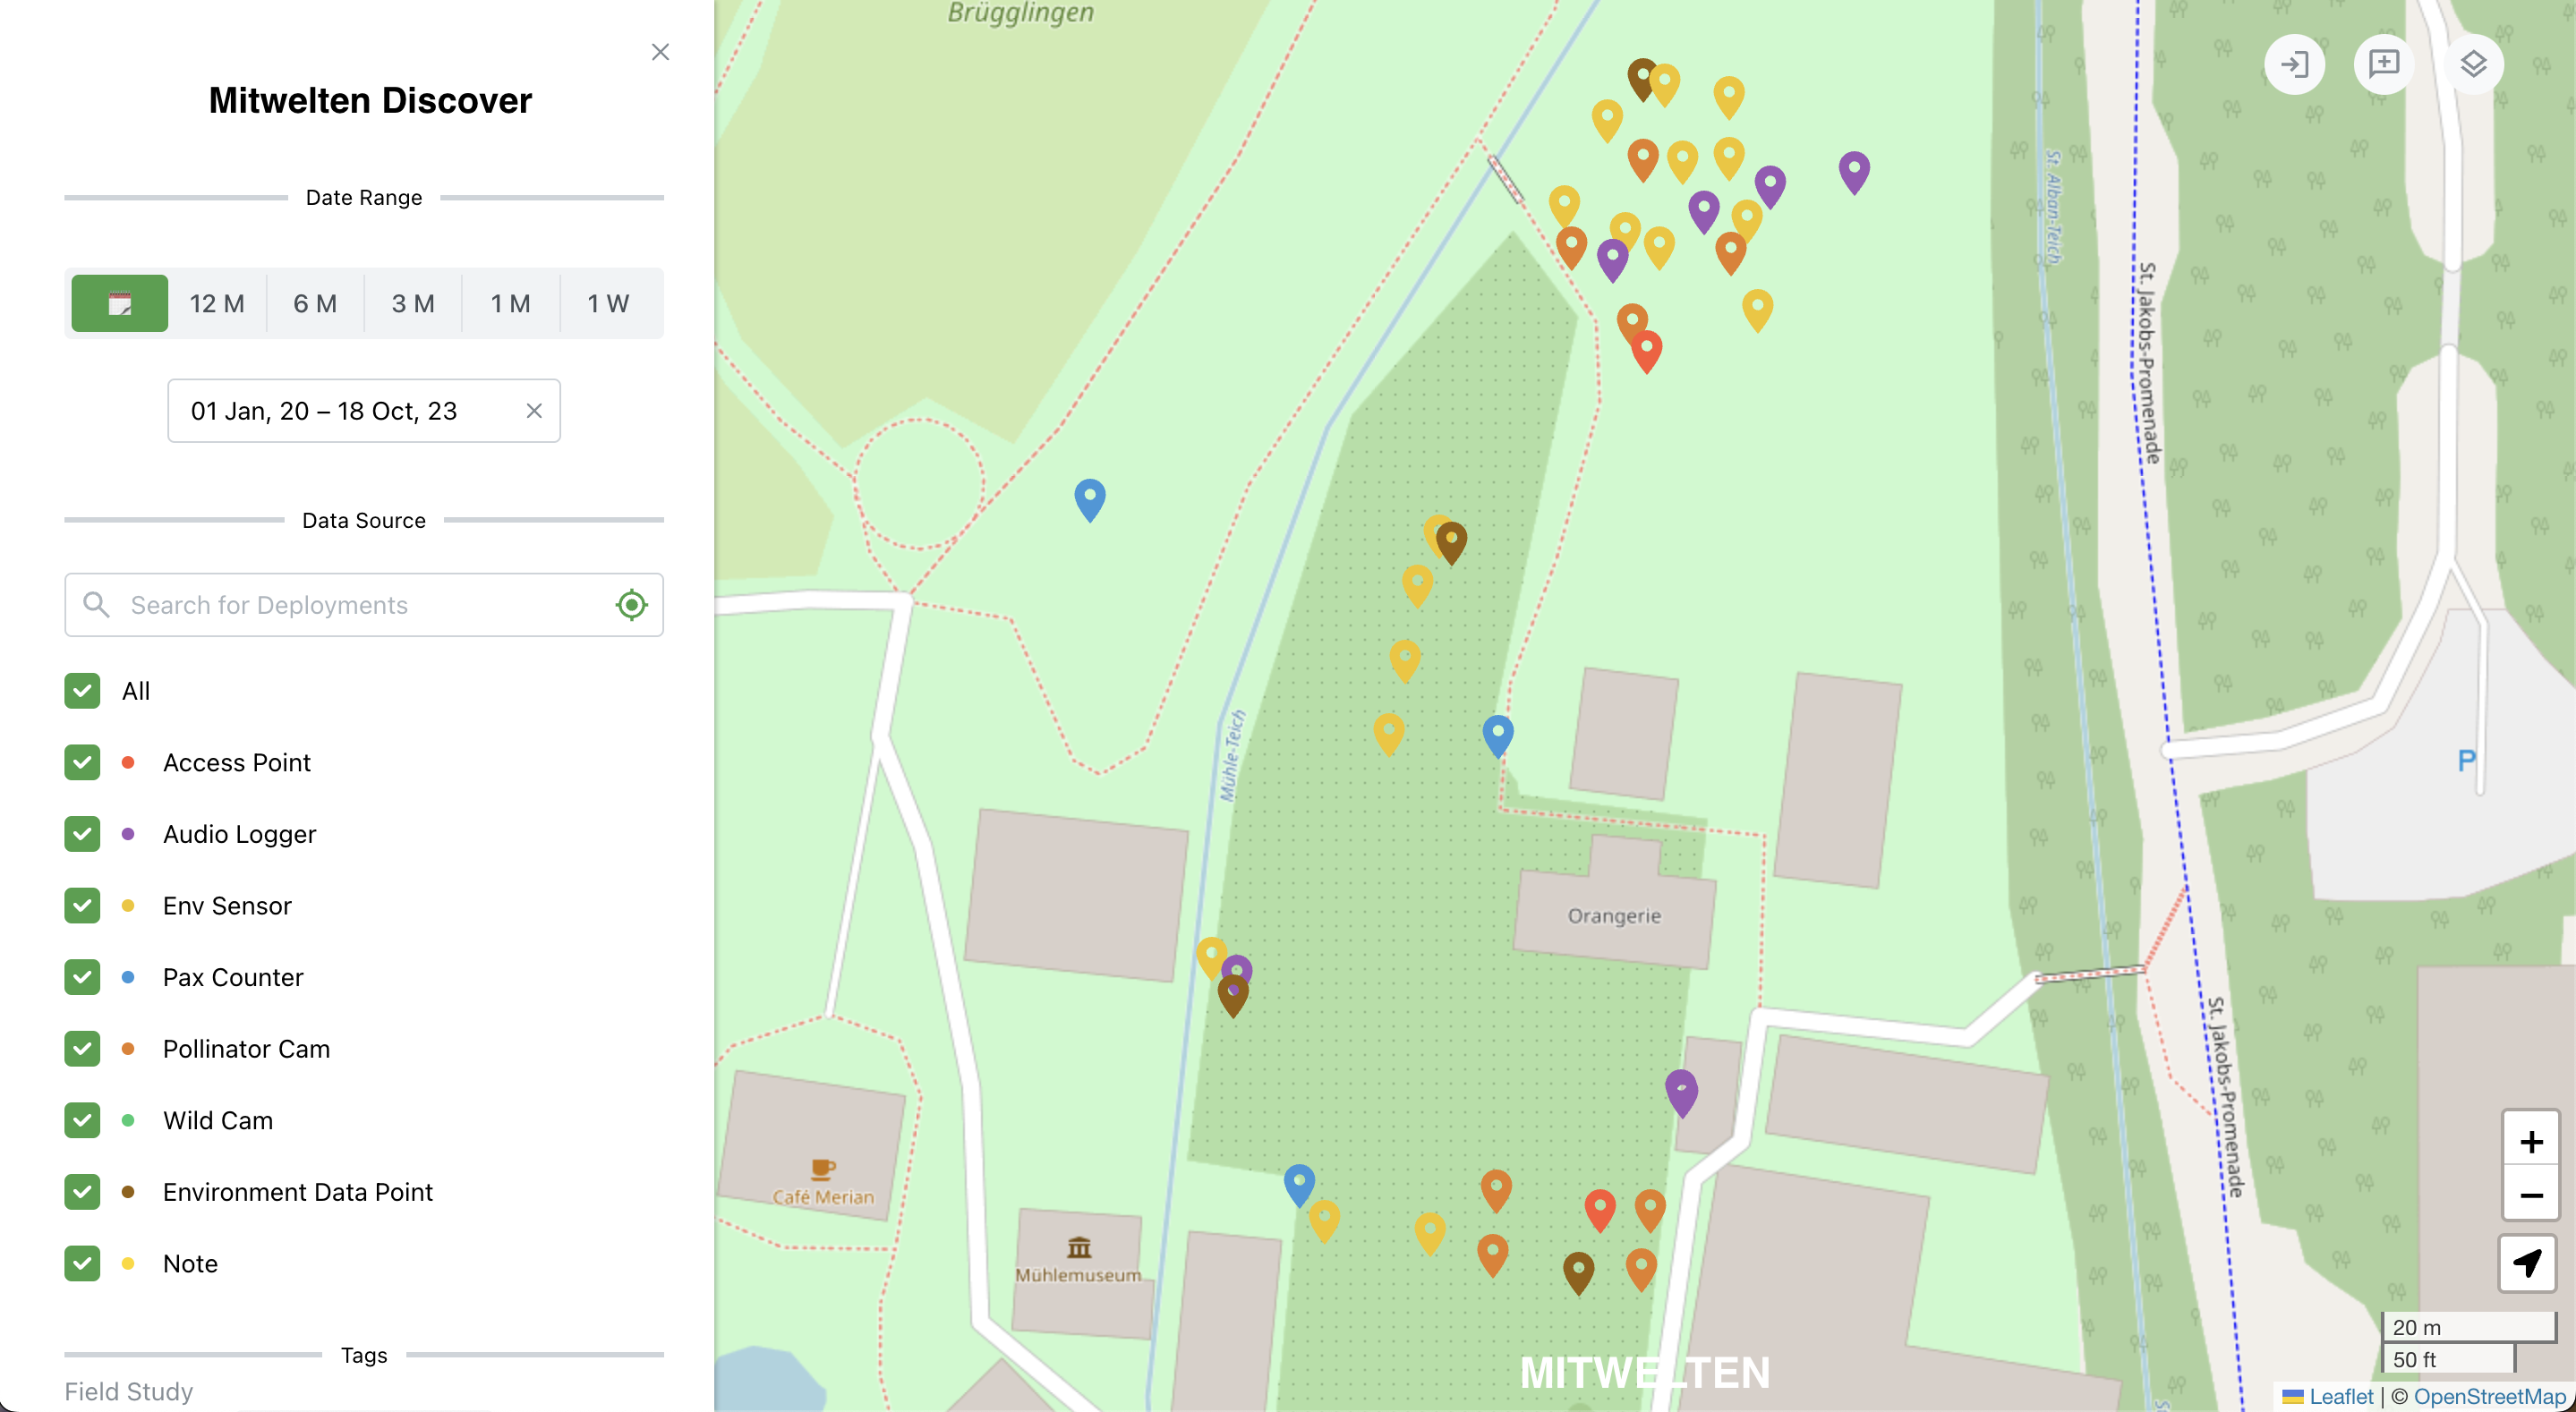 Mitwelten Discover
Date Range
12 M
6 M
3 M
1 M
1 W
01 Jan, 20 – 18 Oct, 23
Data Source
Search for Deployments
All
Access Point
Audio Logger
Env Sensor
Pax Counter
Pollinator Cam
Wild Cam
Environment Data Point
Note
Tags
Field Study
Brügglingen
St. Alban-Teich
St. Jakobs-Promenade
Mühle-Teich
P
Orangerie
St. Jakobs-Promenade
Café Merian
Mühlemuseum
MITWELTEN
+
−
20 m
50 ft
Leaflet | © OpenStreetMap